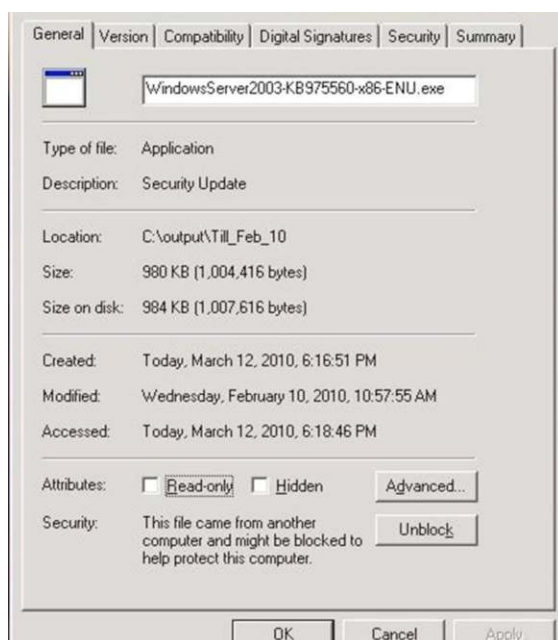 General Version Compatibility Digital Signatures Security Summary
WindowsServer2003-KB975560-x86-ENU.exe
Type of file: Application
Description: Security Update
Location: C:\output\Till_Feb_10
Size: 980 KB (1,004,416 bytes)
Size on disk: 984 KB (1,007,616 bytes)
Created: Today, March 12, 2010, 6:16:51 PM
Modified: Wednesday, February 10, 2010, 10:57:55 AM
Accessed: Today, March 12, 2010, 6:18:46 PM
Attributes: Read-only Hidden Advanced...
Security: This file came from another
computer and might be blocked to
help protect this computer.
Unblock
OK Cancel Apply